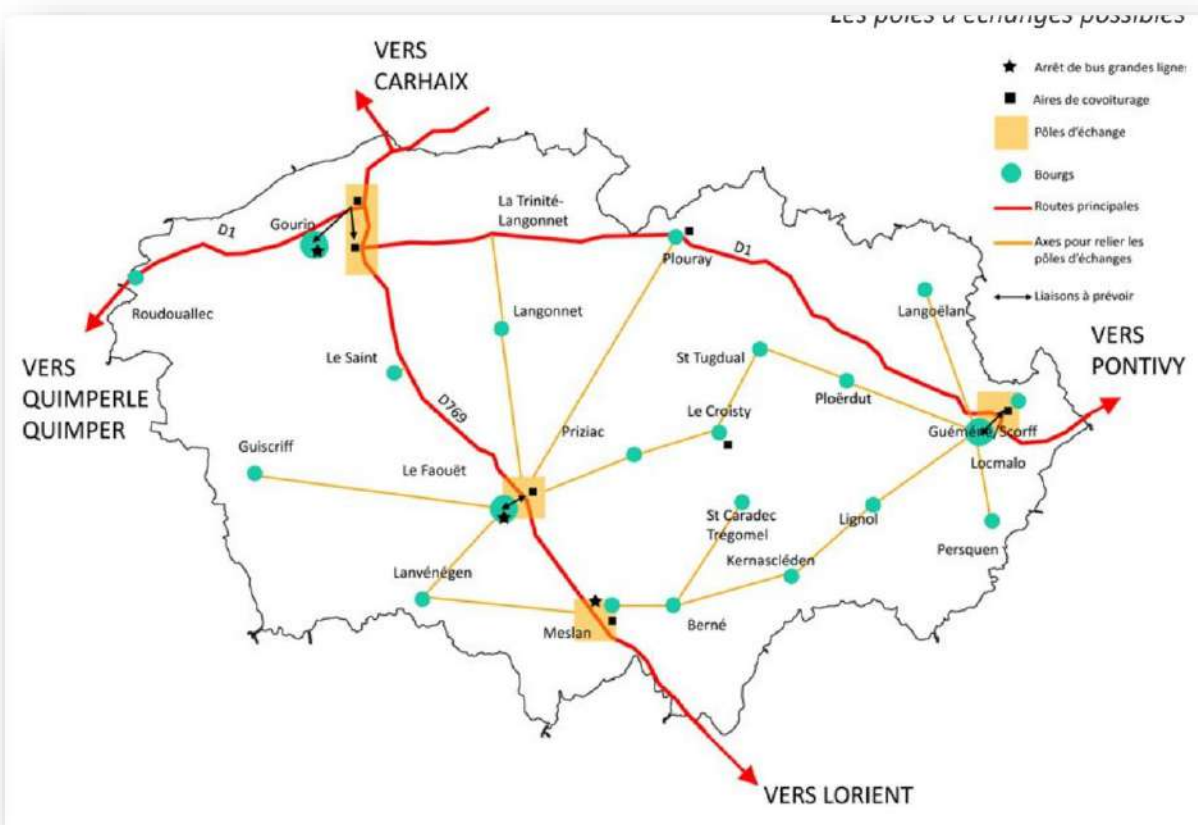 Les pôles d'échanges possibles
VERS
CARHAIX
Arrêt de bus grandes lignes
Aires de covoiturage
Pôles d'échange
Bourgs
Routes principales
Axes pour relier les
pôles d'échanges
Liaisons à prévoir
La Trinité-
Langonnet
Gourin
D1
Plouray
D1
Roudouallec
Langonnet
Langoëlan
VERS
PONTIVY
VERS
QUIMPERLE
QUIMPER
Le Saint
St Tugdual
Ploërdut
D769
Le Croisty
Priziac
Guéméné/Scorff
Guiscriff
Le Faouët
Locmalo
St Caradec
Trégomel
Lignol
Persquen
Kernascléden
Lanvénégen
Meslan
Berné
VERS LORIENT